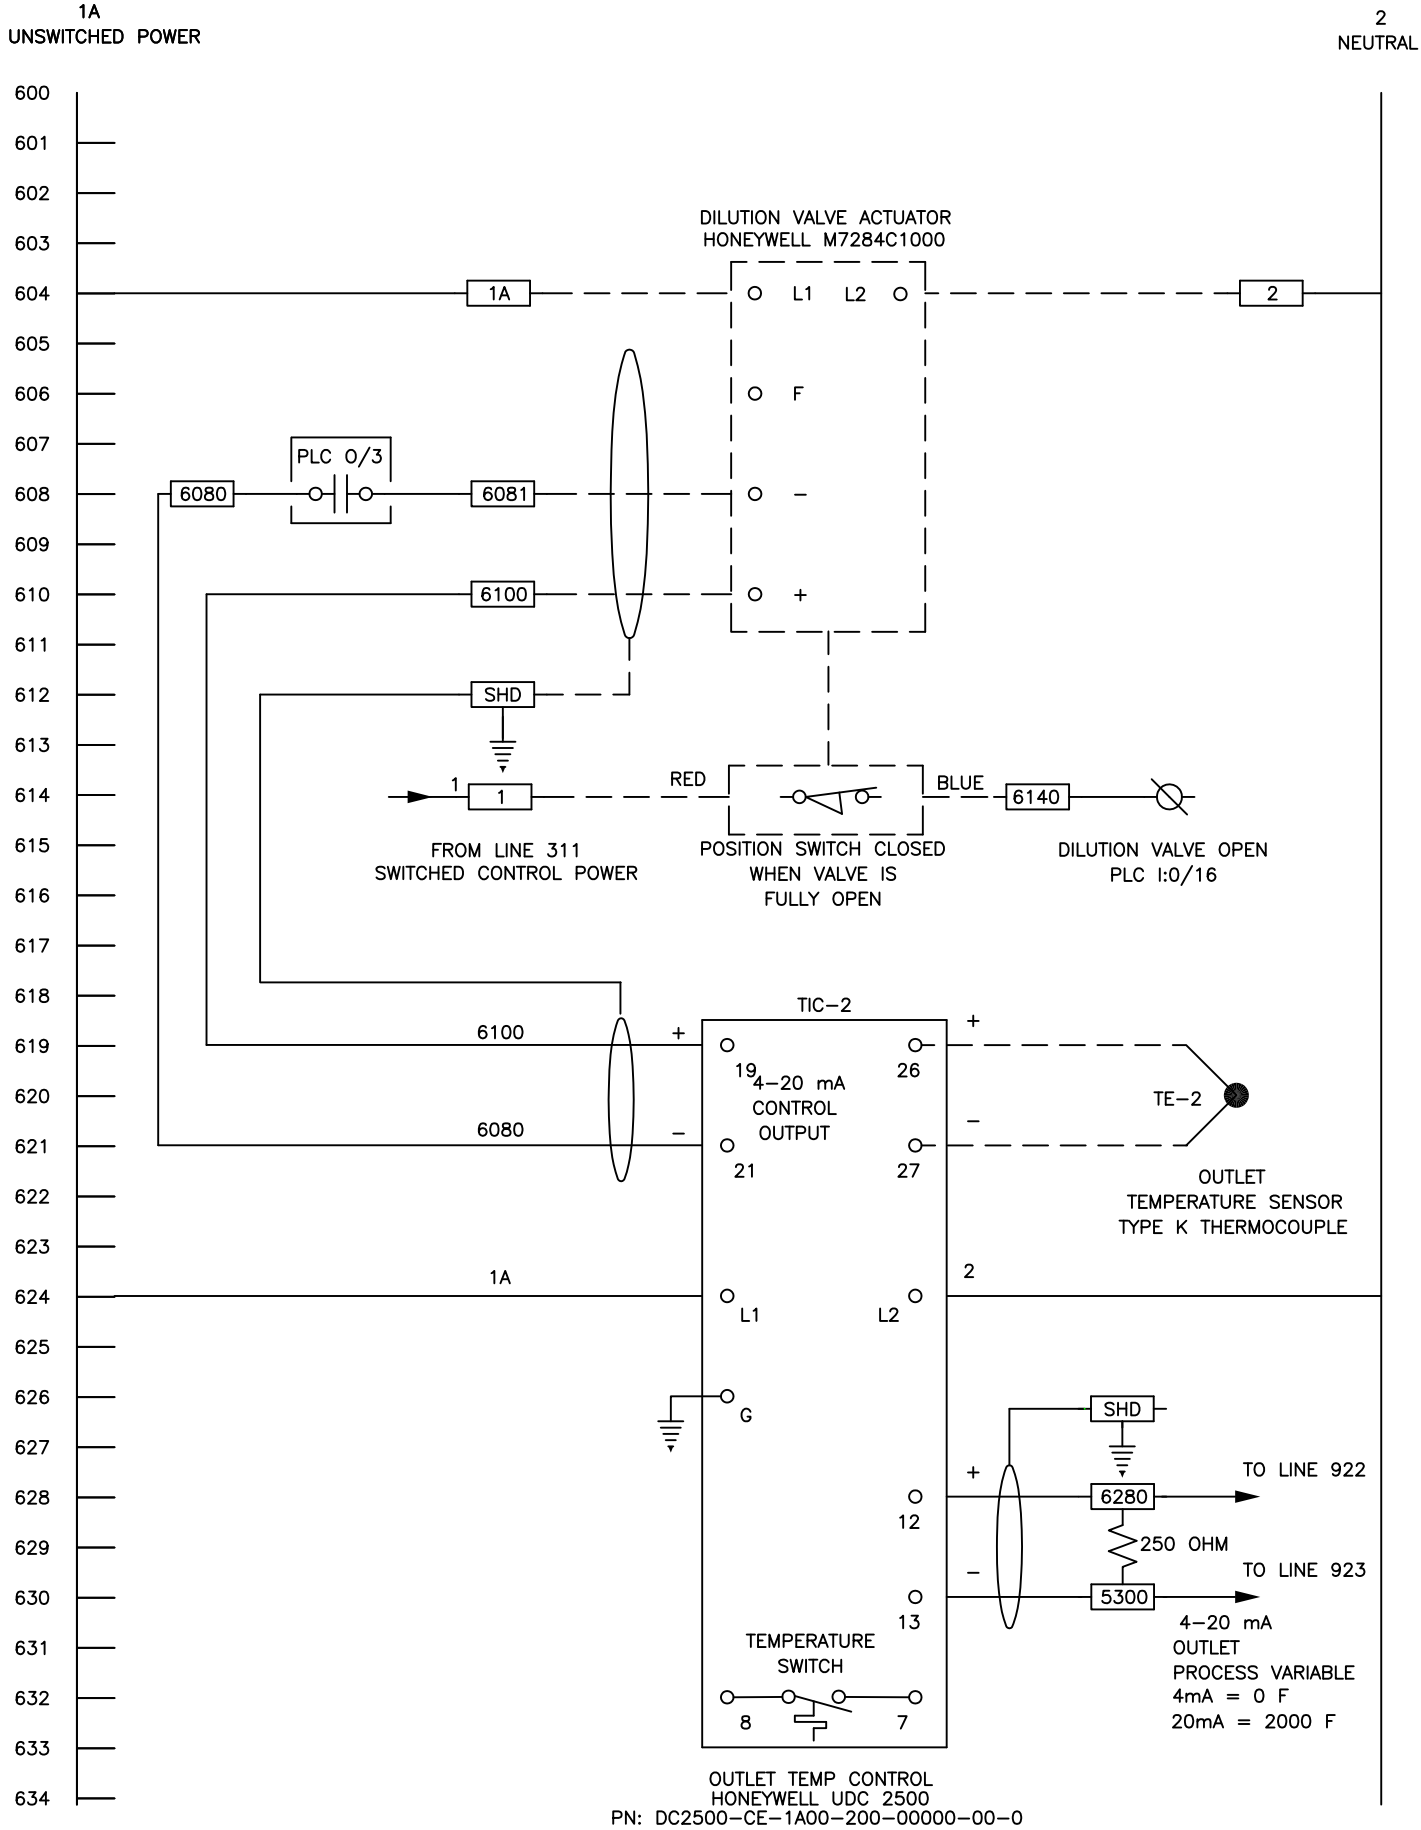 1A
UNSWITCHED POWER
2
NEUTRAL
600
601
602
603
DILUTION VALVE ACTUATOR
HONEYWELL M7284C1000
604
1A
L1
L2
2
605
606
F
607
PLC O/3
608
6080
6081
−
609
610
6100
+
611
612
SHD
613
614
1
1
RED
BLUE
6140
615
FROM LINE 311
SWITCHED CONTROL POWER
POSITION SWITCH CLOSED
WHEN VALVE IS
FULLY OPEN
DILUTION VALVE OPEN
PLC I:0/16
616
617
618
TIC−2
619
6100
+
+
19
26
620
4−20 mA
CONTROL
OUTPUT
TE−2
621
6080
−
−
21
27
OUTLET
TEMPERATURE SENSOR
TYPE K THERMOCOUPLE
622
623
624
1A
2
L1
L2
625
626
G
SHD
627
628
+
12
6280
TO LINE 922
629
250 OHM
630
−
13
5300
TO LINE 923
4−20 mA
OUTLET
PROCESS VARIABLE
4mA = 0 F
20mA = 2000 F
631
TEMPERATURE
SWITCH
632
8
7
633
634
OUTLET TEMP CONTROL
HONEYWELL UDC 2500
PN: DC2500−CE−1A00−200−00000−00−0